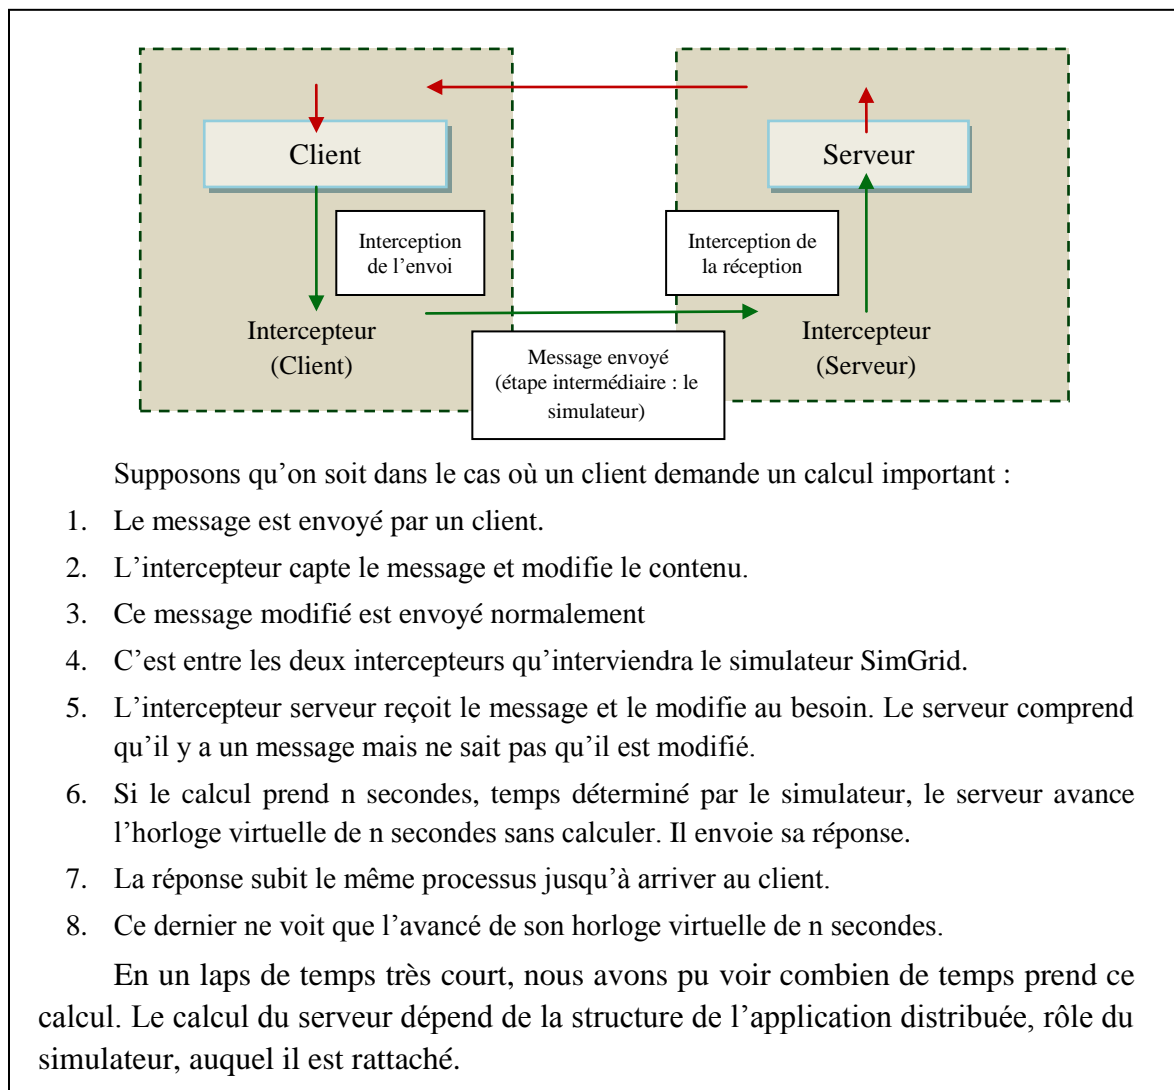 Client
Serveur
Interception
de l’envoi
Interception de
la réception
Intercepteur
(Client)
Intercepteur
(Serveur)
Message envoyé
(étape intermédiaire : le
simulateur)
Supposons qu’on soit dans le cas où un client demande un calcul important :
1. Le message est envoyé par un client.
2. L’intercepteur capte le message et modifie le contenu.
3. Ce message modifié est envoyé normalement
4. C’est entre les deux intercepteurs qu’interviendra le simulateur SimGrid.
5. L’intercepteur serveur reçoit le message et le modifie au besoin. Le serveur comprend
qu’il y a un message mais ne sait pas qu’il est modifié.
6. Si le calcul prend n secondes, temps déterminé par le simulateur, le serveur avance
l’horloge virtuelle de n secondes sans calculer. Il envoie sa réponse.
7. La réponse subit le même processus jusqu’à arriver au client.
8. Ce dernier ne voit que l’avancé de son horloge virtuelle de n secondes.
En un laps de temps très court, nous avons pu voir combien de temps prend ce
calcul. Le calcul du serveur dépend de la structure de l’application distribuée, rôle du
simulateur, auquel il est rattaché.